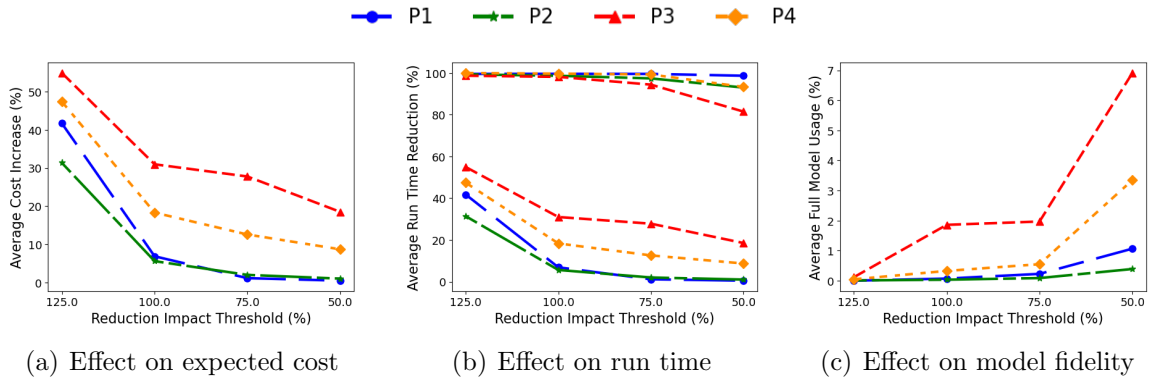 P1 P2 P3 P4
Average Cost Increase (%)
50
40
30
20
10
0
125.0 100.0 75.0 50.0
Reduction Impact Threshold (%)
(a) Effect on expected cost
Average Run Time Reduction (%)
100
80
60
40
20
0
125.0 100.0 75.0 50.0
Reduction Impact Threshold (%)
(b) Effect on run time
Average Full Model Usage (%)
7
6
5
4
3
2
1
0
125.0 100.0 75.0 50.0
Reduction Impact Threshold (%)
(c) Effect on model fidelity